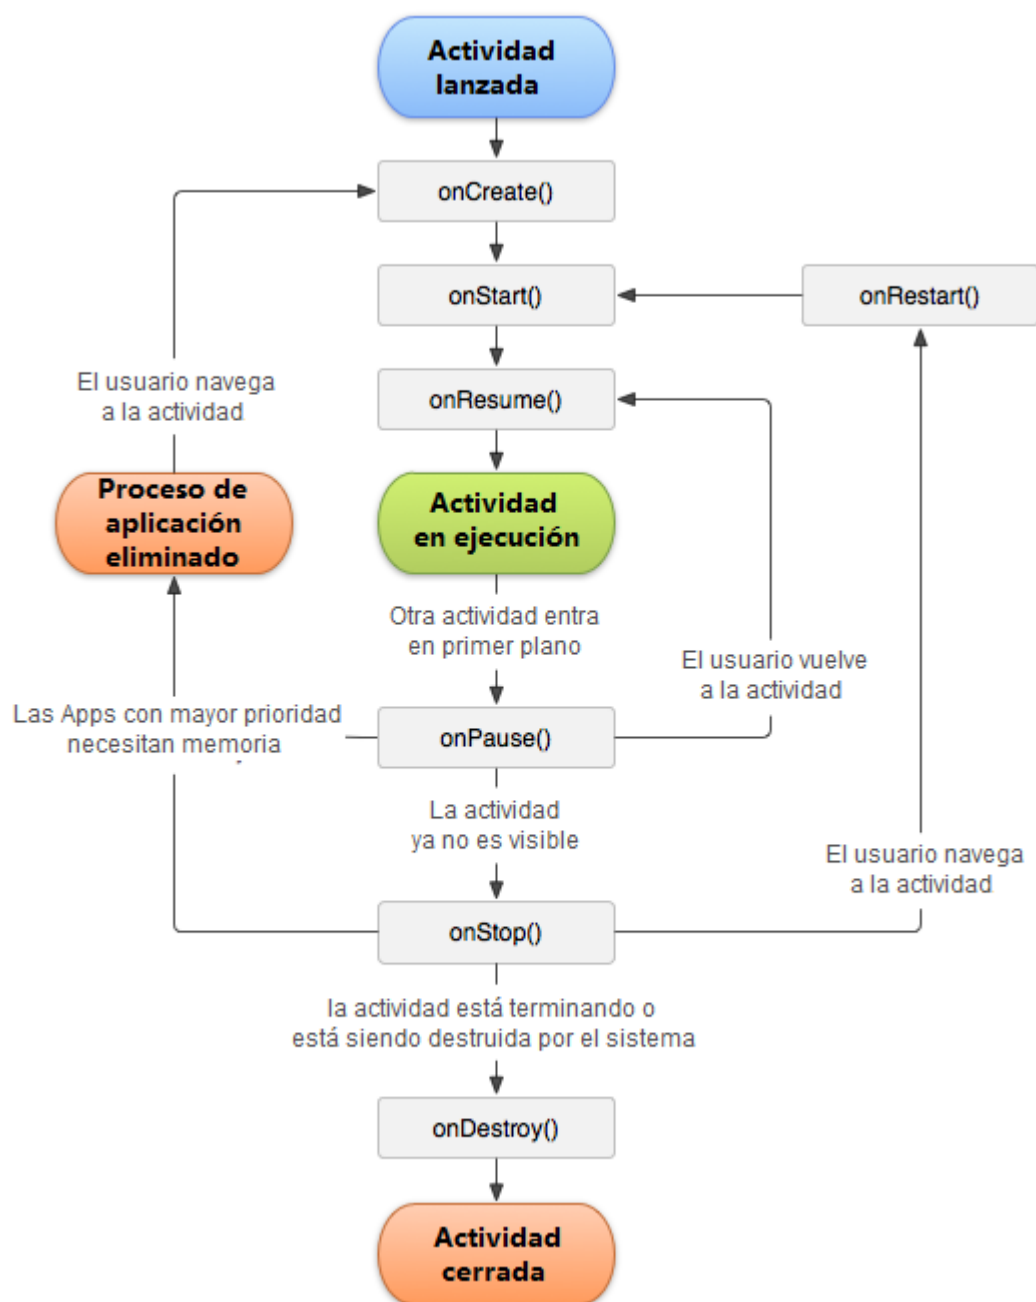 Actividad
lanzada
onCreate()
onStart()
onRestart()
El usuario navega
a la actividad
onResume()
Proceso de
aplicación
eliminado
Actividad
en ejecución
Otra actividad entra
en primer plano
El usuario vuelve
a la actividad
Las Apps con mayor prioridad
necesitan memoria
onPause()
La actividad
ya no es visible
El usuario navega
a la actividad
onStop()
la actividad está terminando o
está siendo destruida por el sistema
onDestroy()
Actividad
cerrada